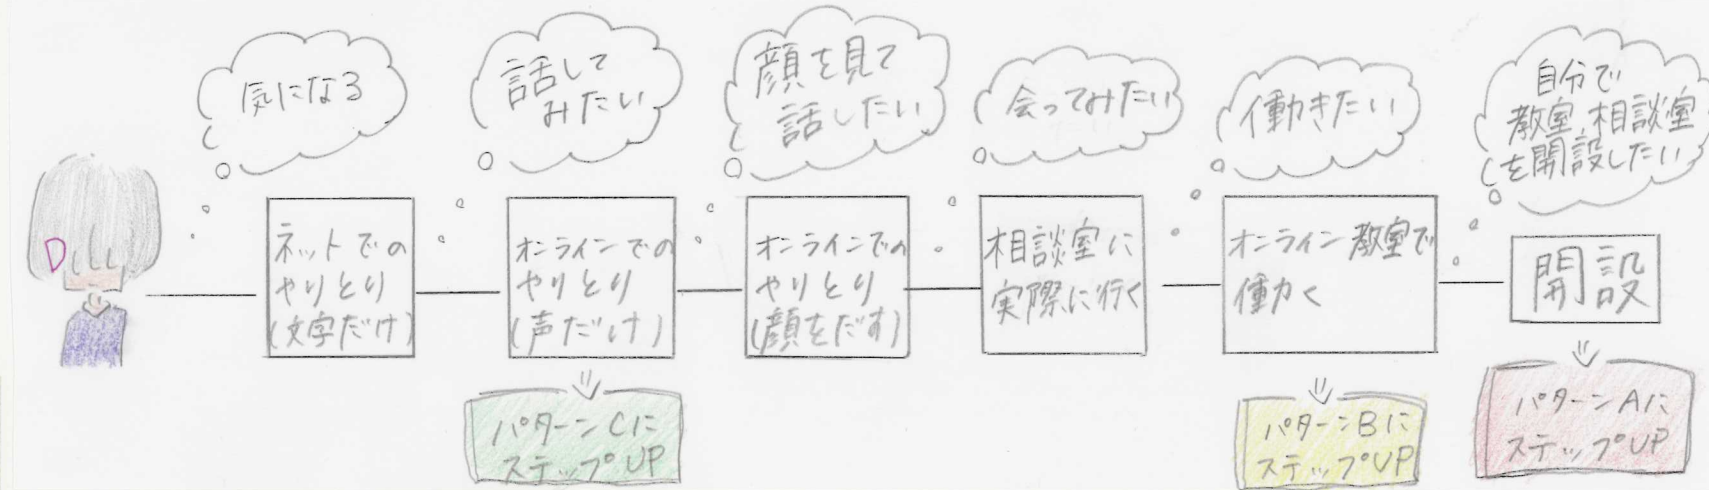 気になる
話して
みたい
顔を見て
話したい
会ってみたい
働きたい
自分で
教室、相談室
を開設したい
ネットでの
やりとり
(文字だけ)
オンラインでの
やりとり
(声だけ)
オンラインでの
やりとり
(顔をだす)
相談室に
実際に行く
オンライン教室で
働く
開設
パターンCに
ステップUP
パターンBに
ステップUP
パターンAに
ステップUP